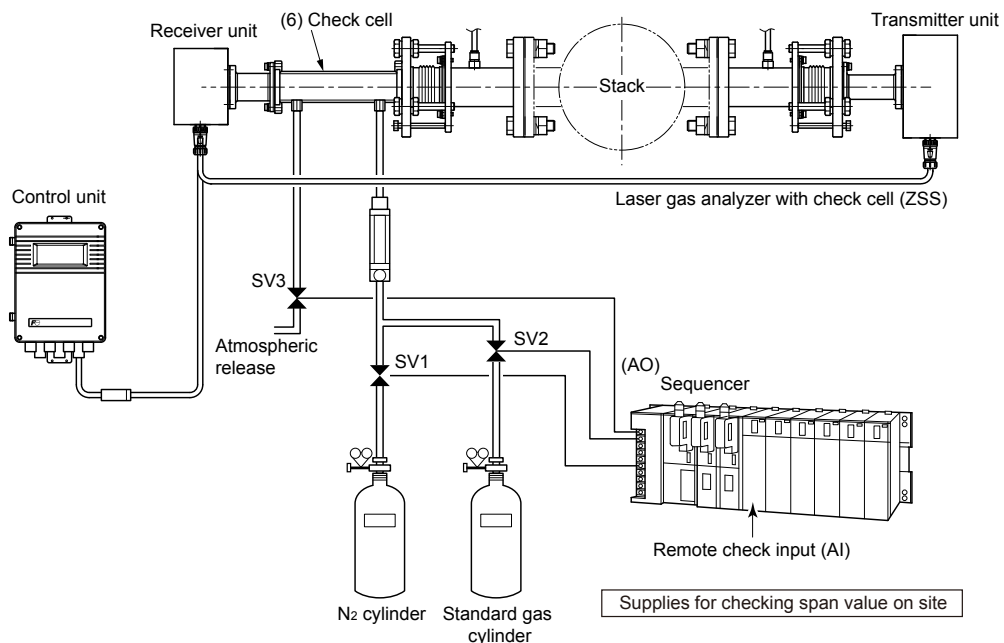 (6) Check cell
Receiver unit
Transmitter unit
Stack
Control unit
Laser gas analyzer with check cell (ZSS)
SV3
SV2
Atmospheric
release
SV1
(AO)
Sequencer
Remote check input (AI)
N2 cylinder
Standard gas
cylinder
Supplies for checking span value on site